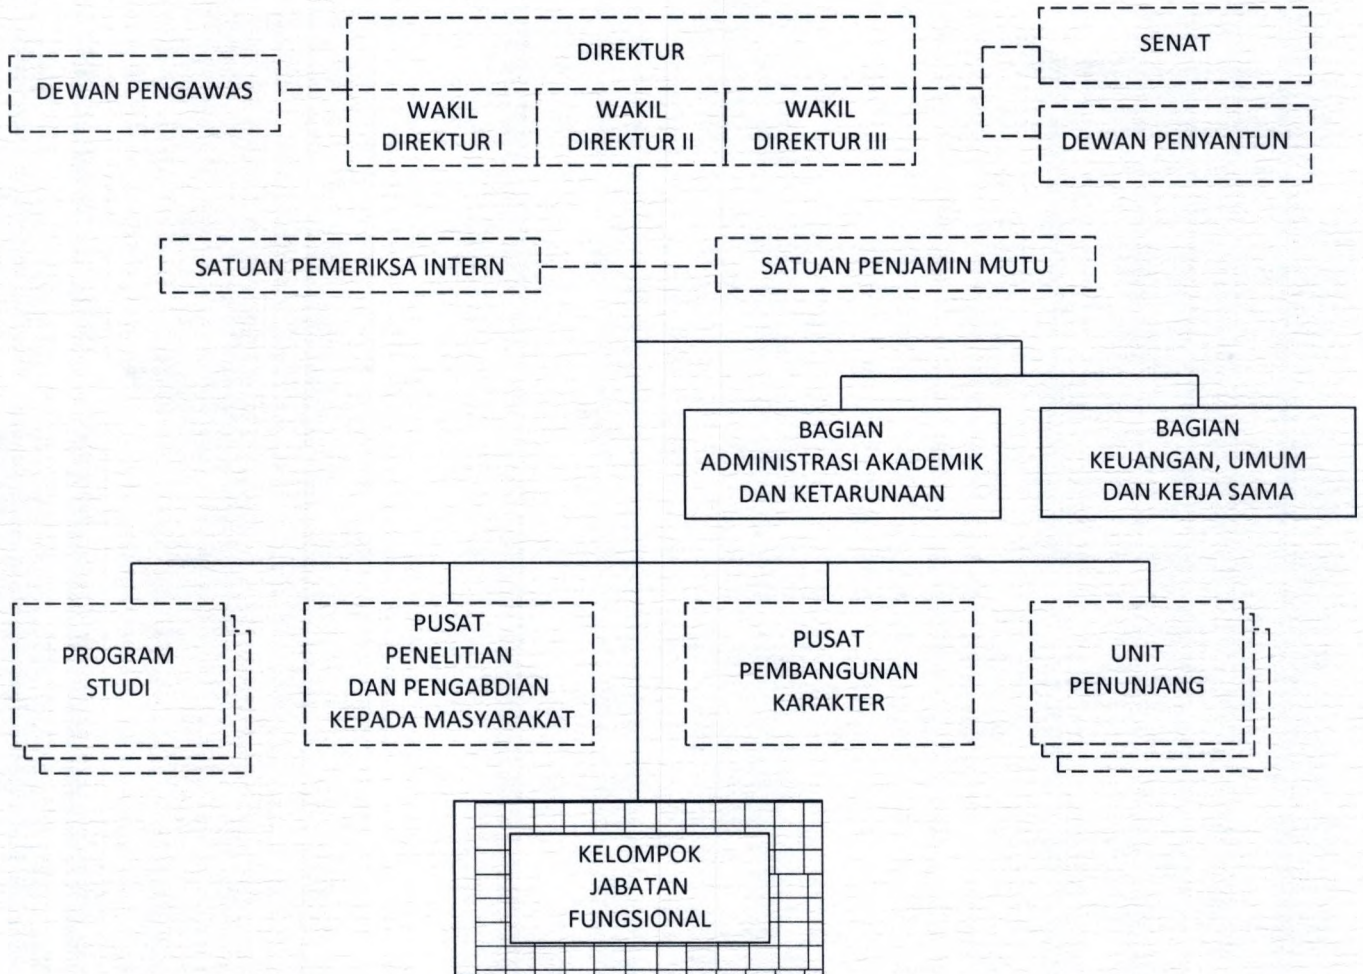 DIREKTUR
SENAT
DEWAN PENGAWAS
WAKIL
DIREKTUR I
WAKIL
DIREKTUR II
WAKIL
DIREKTUR III
DEWAN PENYANTUN
SATUAN PEMERIKSA INTERN
SATUAN PENJAMIN MUTU
BAGIAN
ADMINISTRASI AKADEMIK
DAN KETARUNAAN
BAGIAN
KEUANGAN, UMUM
DAN KERJA SAMA
PROGRAM
STUDI
PUSAT
PENELITIAN
DAN PENGABDIAN
KEPADA MASYARAKAT
PUSAT
PEMBANGUNAN
KARAKTER
UNIT
PENUNJANG
KELOMPOK
JABATAN
FUNGSIONAL